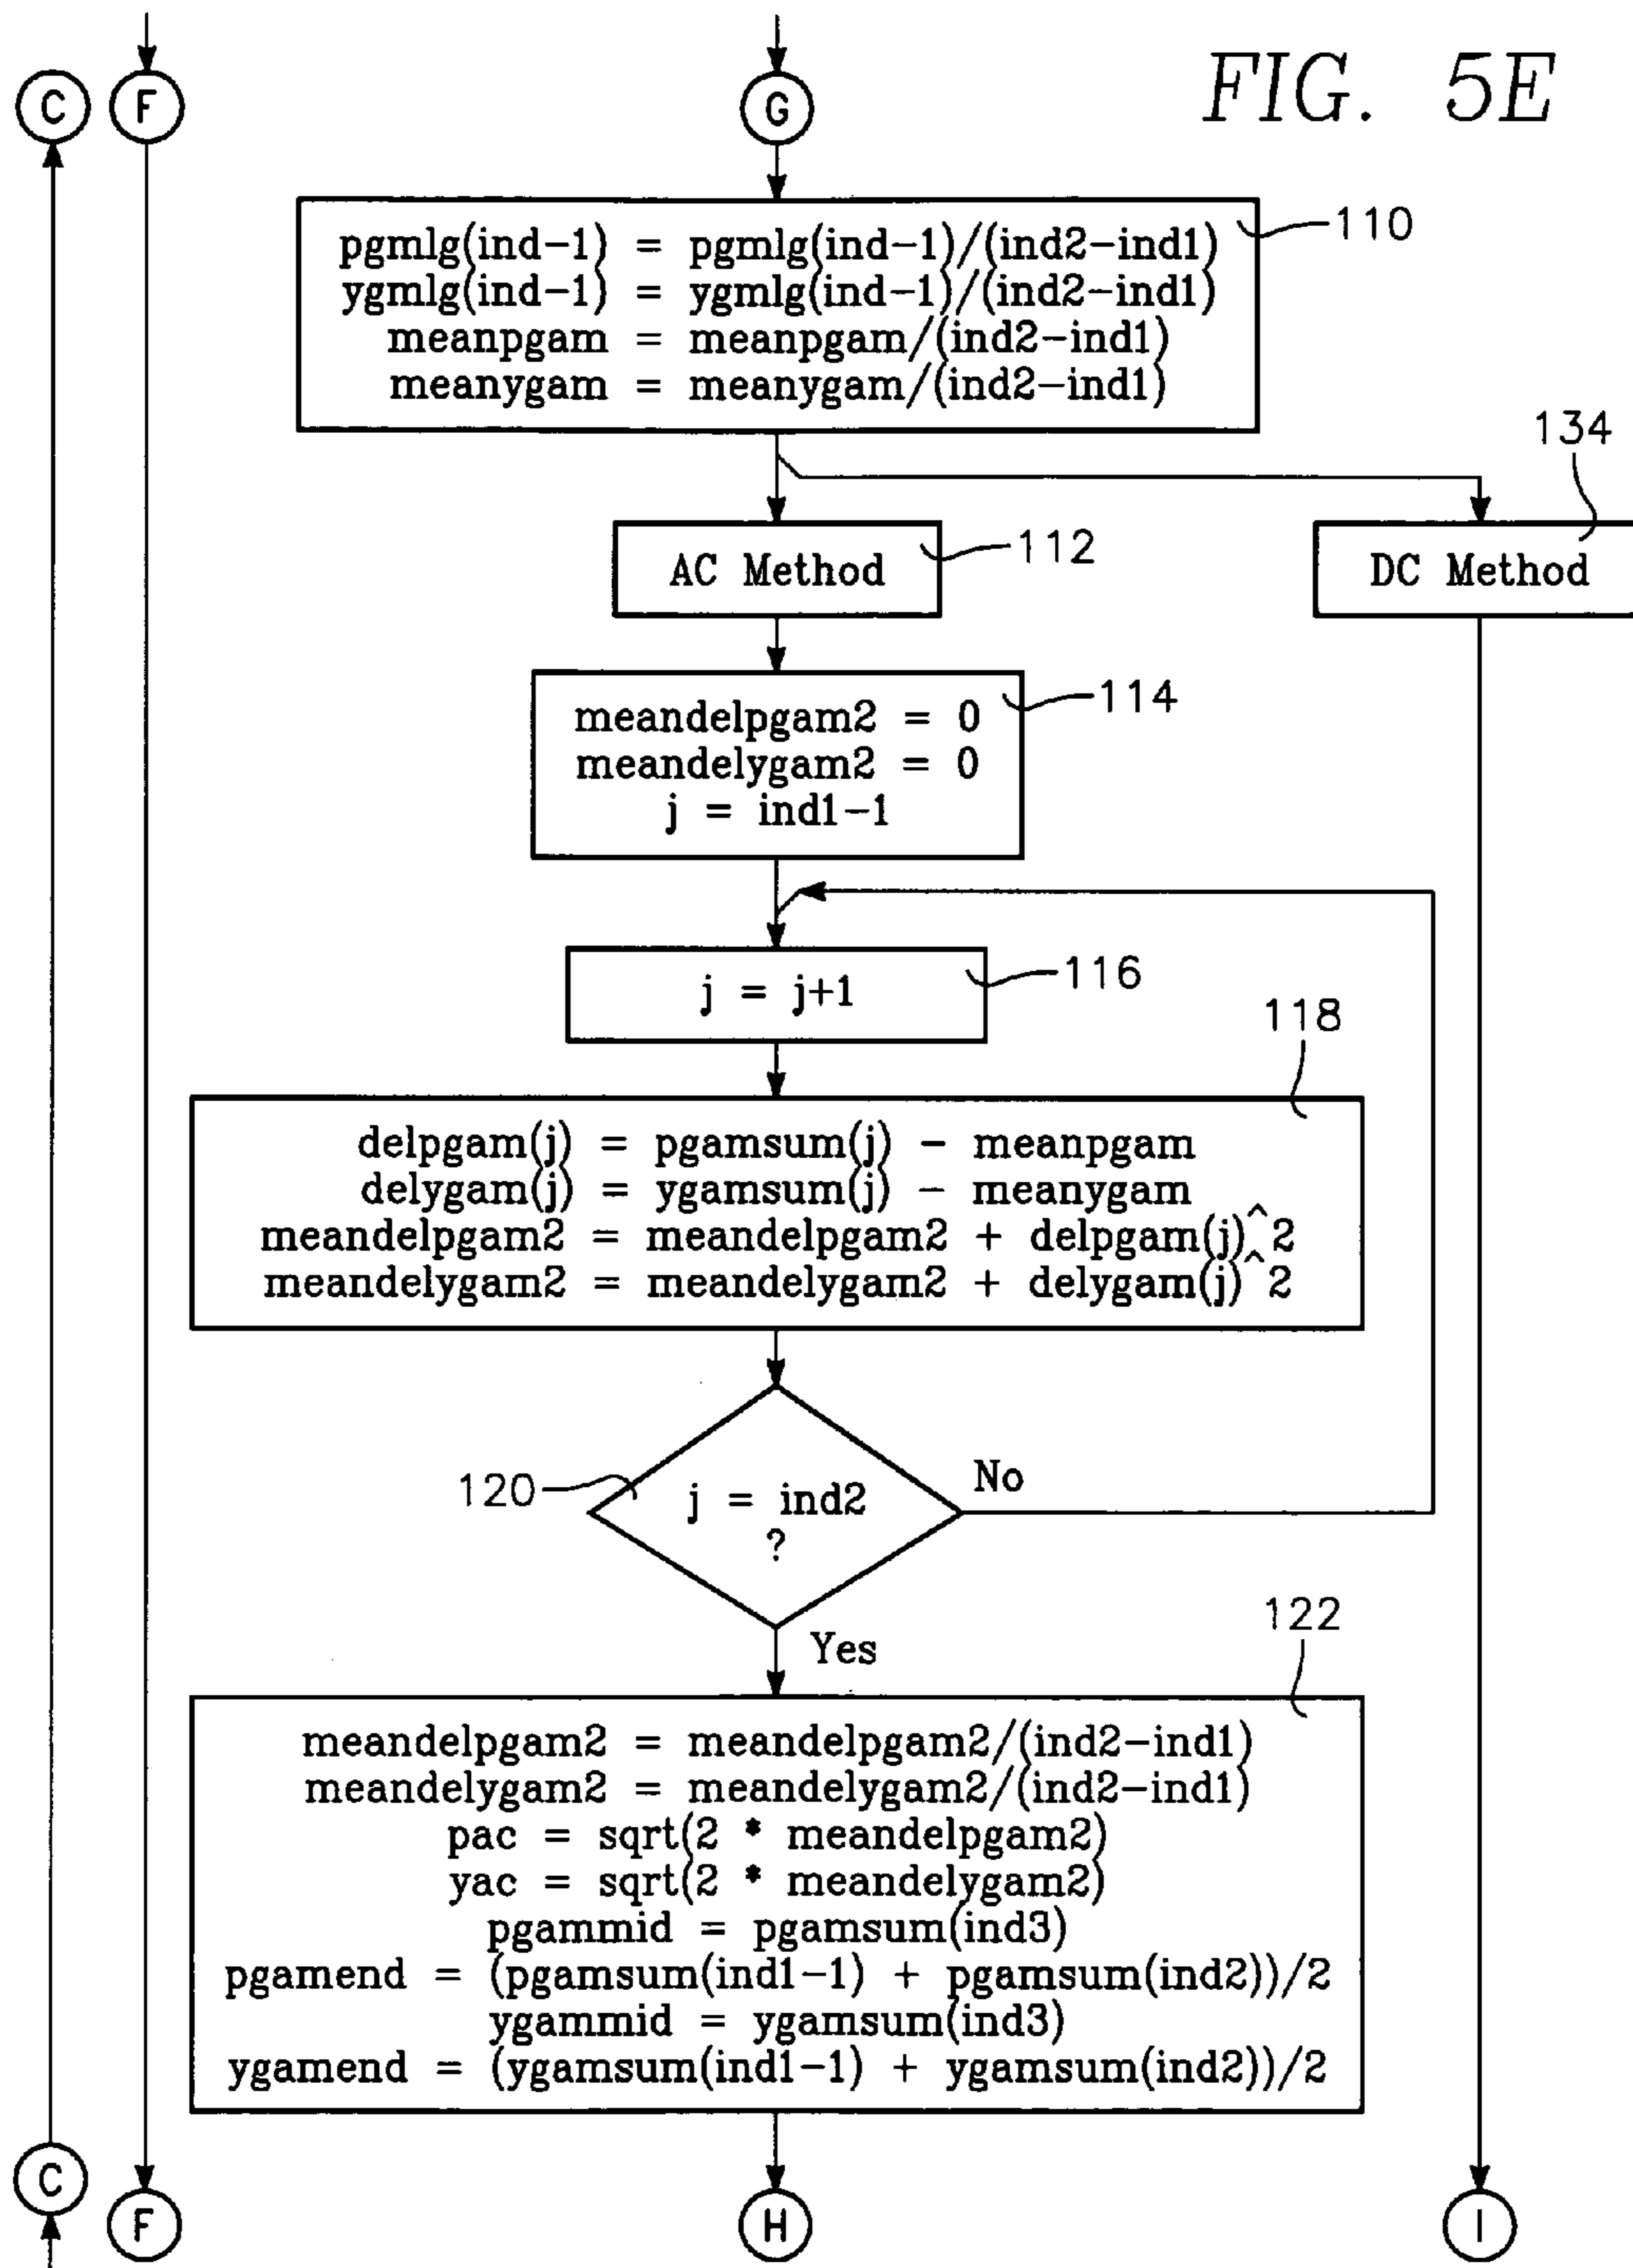 FIG. 5E
C
F
G
110
pgmlg(ind-1) = pgmlg(ind-1)/(ind2-ind1)
ygmlg(ind-1) = ygmlg(ind-1)/(ind2-ind1)
meanpgam = meanpgam/(ind2-ind1)
meanygam = meanygam/(ind2-ind1)
134
AC Method
112
DC Method
114
meandelpgam2 = 0
meandelygam2 = 0
j = ind1-1
j = j+1
116
118
delpgam(j) = pgamsum(j) - meanpgam
delygam(j) = ygamsum(j) - meanygam
meandelpgam2 = meandelpgam2 + delpgam(j)^2
meandelygam2 = meandelygam2 + delygam(j)^2
120
j = ind2
?
No
Yes
122
meandelpgam2 = meandelpgam2/(ind2-ind1)
meandelygam2 = meandelygam2/(ind2-ind1)
pac = sqrt(2 * meandelpgam2)
yac = sqrt(2 * meandelygam2)
pgammid = pgamsum(ind3)
pgamend = (pgamsum(ind1-1) + pgamsum(ind2))/2
ygammid = ygamsum(ind3)
ygamend = (ygamsum(ind1-1) + ygamsum(ind2))/2
C
F
H
I